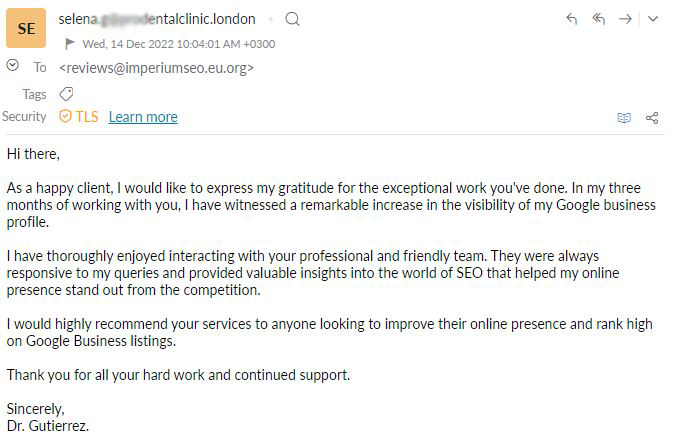 SE
selena.g entalclinic.london
Wed, 14 Dec 2022 10:04:01 AM +0300
To <reviews@imperiumseo.eu.org>
Tags
Security TLS Learn more
Hi there,
As a happy client, I would like to express my gratitude for the exceptional work you've done. In my three
months of working with you, I have witnessed a remarkable increase in the visibility of my Google business
profile.
I have thoroughly enjoyed interacting with your professional and friendly team. They were always
responsive to my queries and provided valuable insights into the world of SEO that helped my online
presence stand out from the competition.
I would highly recommend your services to anyone looking to improve their online presence and rank high
on Google Business listings.
Thank you for all your hard work and continued support.
Sincerely,
Dr. Gutierrez.